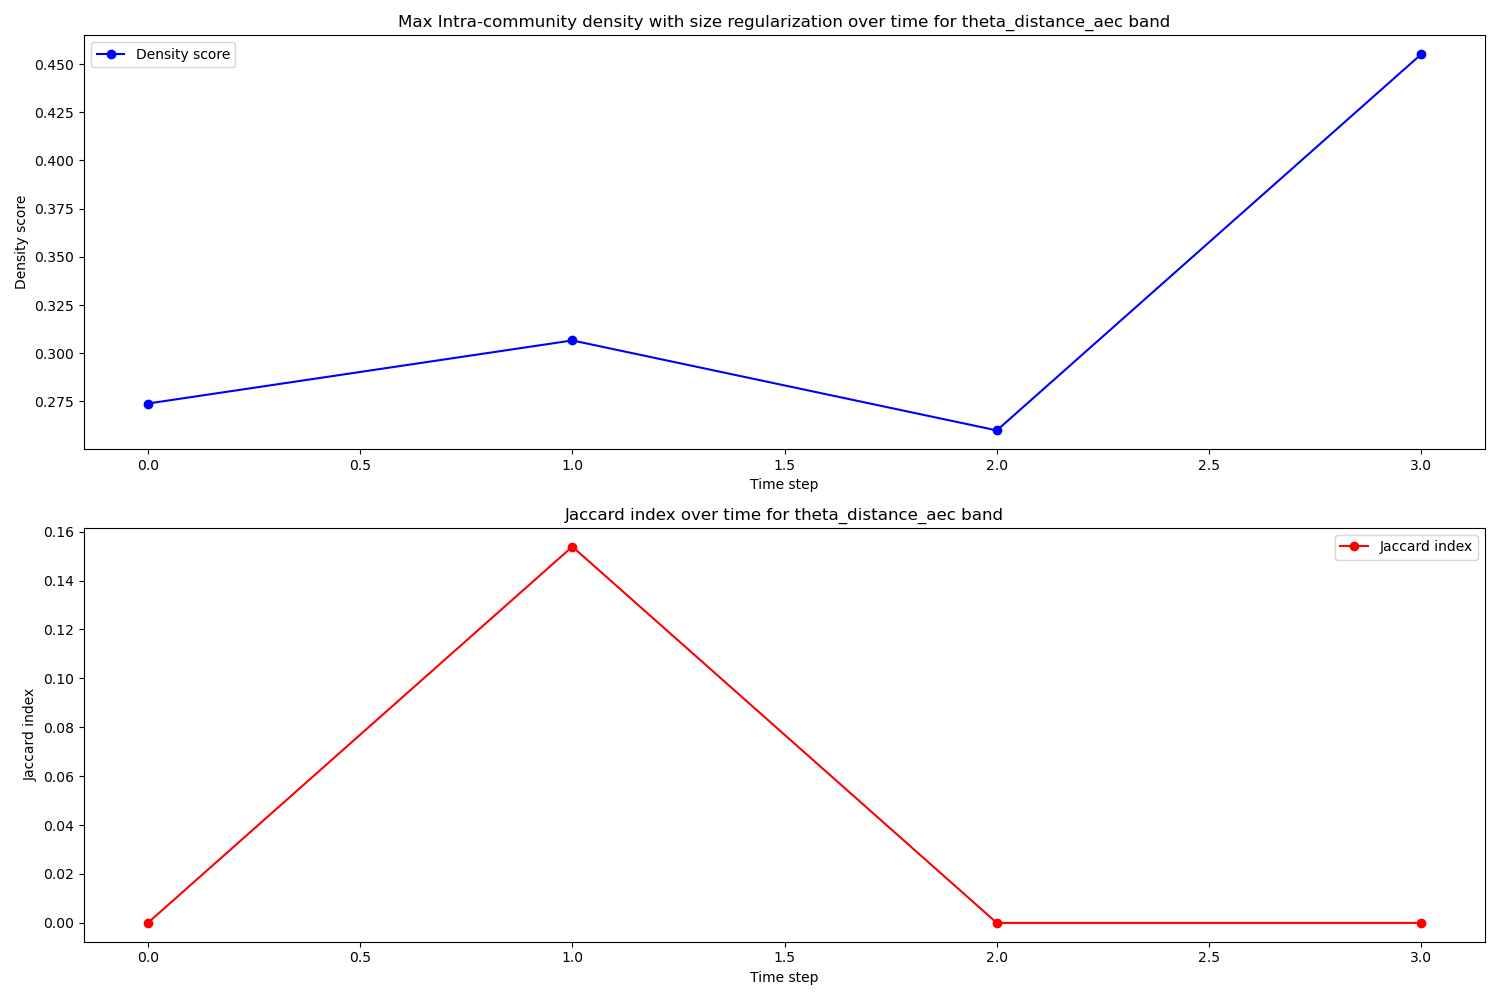 Max Intra-community density with size regularization over time for theta_distance_aec band
Density score
0.450
0.425
0.400
0.375
0.350
0.325
0.300
0.275
Density score
0.0 0.5 1.0 1.5 2.0 2.5 3.0
Time step
Jaccard index over time for theta_distance_aec band
Jaccard index
0.16
0.14
0.12
0.10
0.08
0.06
0.04
0.02
0.00
Jaccard index
0.0 0.5 1.0 1.5 2.0 2.5 3.0
Time step